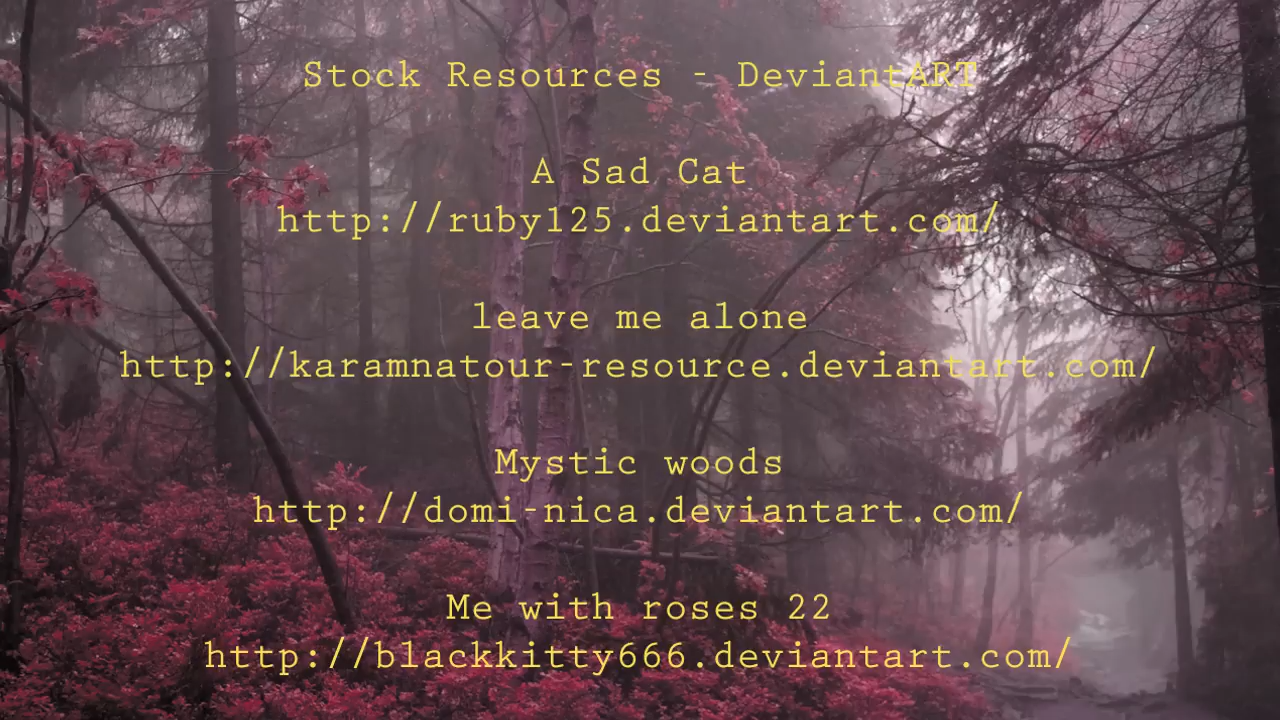 Stock Resources - DeviantART
A Sad Cat
http://ruby125.deviantart.com/
leave me alone
http://karamnatour-resource.deviantart.com/
Mystic woods
http://domi-nica.deviantart.com/
Me with roses 22
http://blackkitty666.deviantart.com/